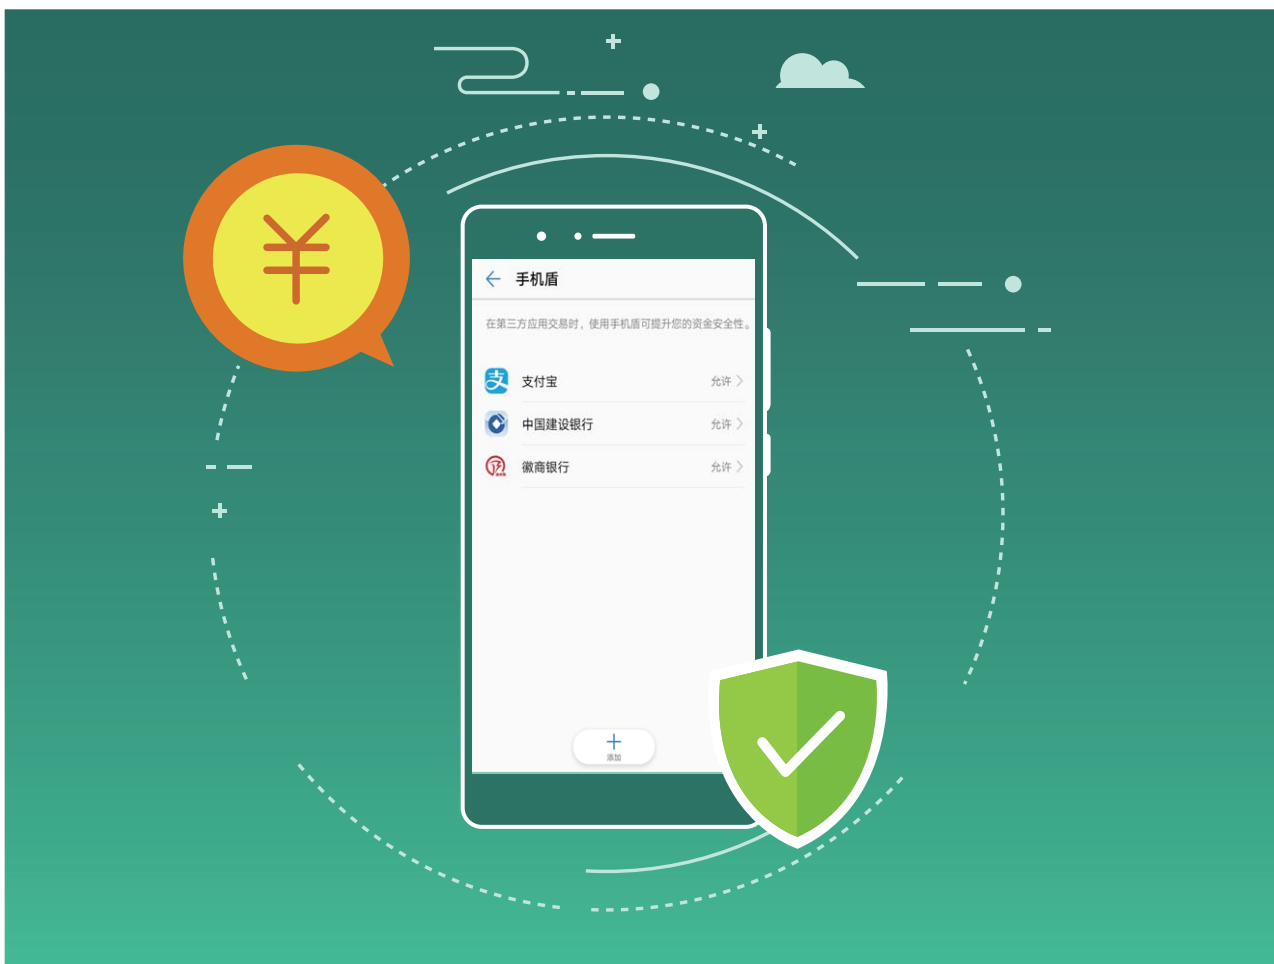 ¥
手机盾
在第三方应用交易时，使用手机盾可提升您的资金安全性。
支付宝 允许
中国建设银行 允许
徽商银行 允许
添加